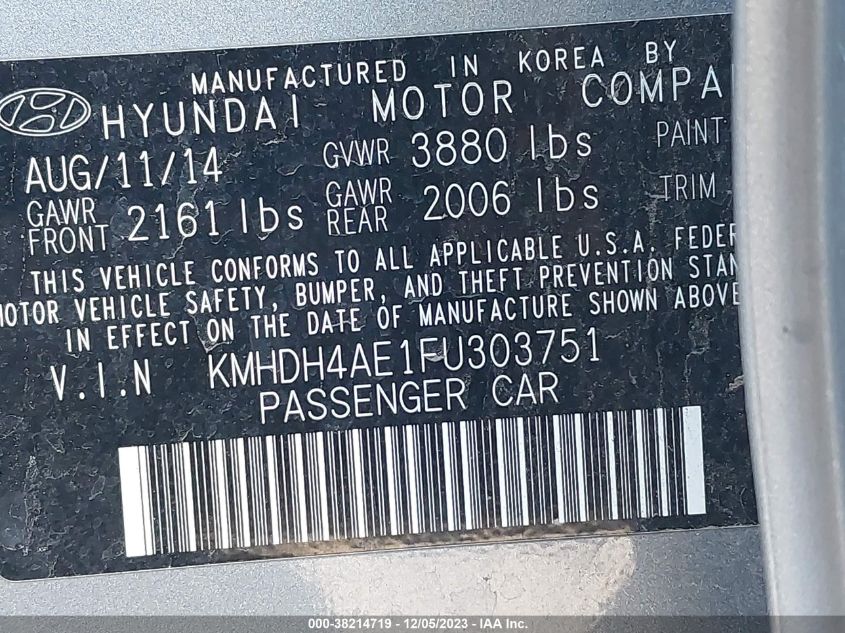 MANUFACTURED IN KOREA BY
HYUNDAI MOTOR COMPA
AUG/11/14 GVWR 3880 lbs PAINT
GAWR FRONT 2161 lbs GAWR REAR 2006 lbs TRIM
THIS VEHICLE CONFORMS TO ALL APPLICABLE U.S.A. FEDER
MOTOR VEHICLE SAFETY, BUMPER, AND THEFT PREVENTION STAN
IN EFFECT ON THE DATE OF MANUFACTURE SHOWN ABOVE
V.I.N KMHDH4AE1FU303751
PASSENGER CAR
000-38214719 - 12/05/2023 - IAA, Inc.